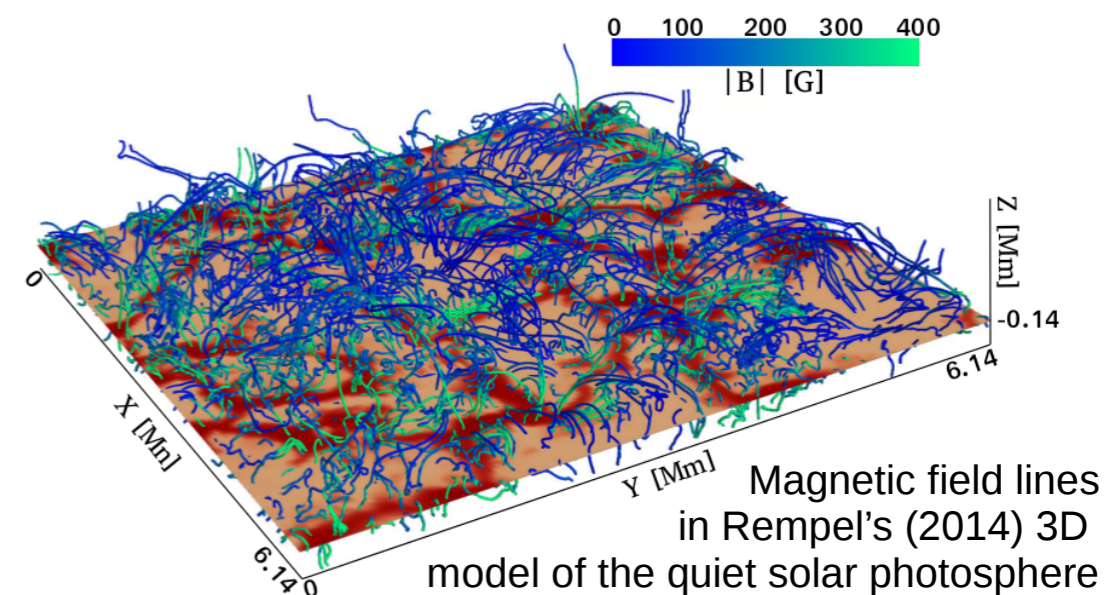 0 100 200 300 400
|B| [G]
Z [Mm]
-0.14
0
X [Mn]
6.14
0
Y [Mm]
6.14
Magnetic field lines
in Rempel's (2014) 3D
model of the quiet solar photosphere